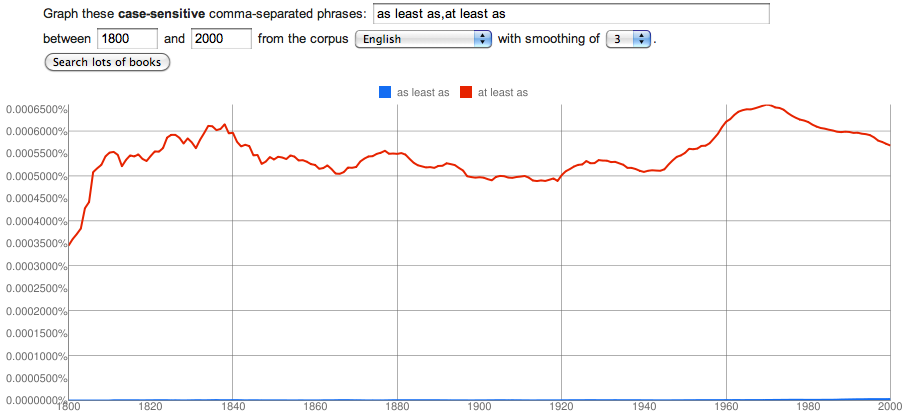 Graph these case-sensitive comma-separated phrases: as least as,at least as
between 1800 and 2000 from the corpus English with smoothing of 3 .
Search lots of books
as least as at least as
0.0006500%
0.0006000%
0.0005500%
0.0005000%
0.0004500%
0.0004000%
0.0003500%
0.0003000%
0.0002500%
0.0002000%
0.0001500%
0.0001000%
0.0000500%
0.0000000%
1800 1820 1840 1860 1880 1900 1920 1940 1960 1980 2000